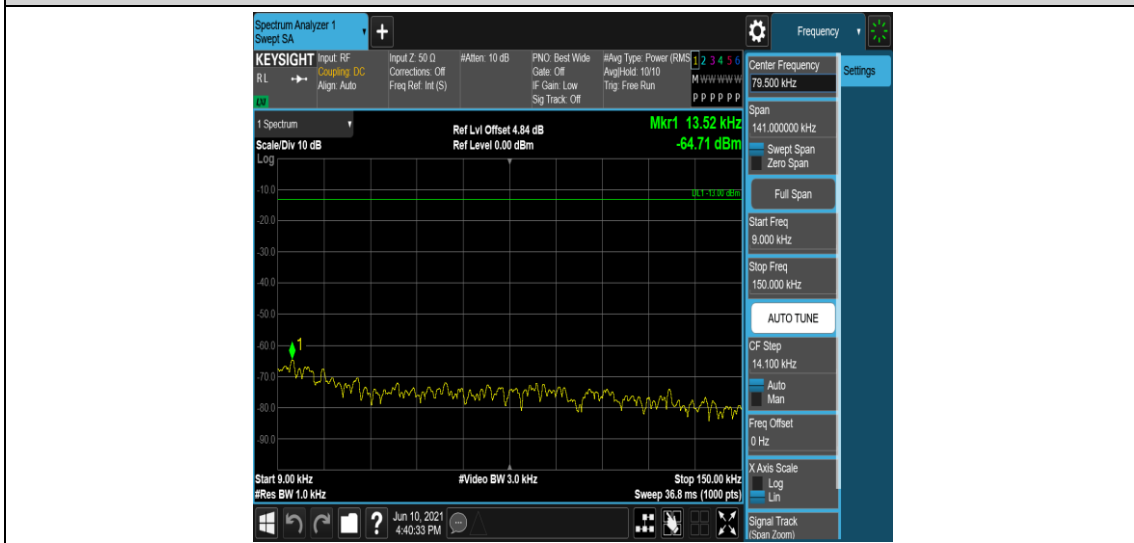 Spectrum Analyzer 1
Swept SA
+
Frequency
KEYSIGHT
RL
LXI
Input: RF
Coupling: DC
Align: Auto
Input Z: 50 Ω
Corrections: Off
Freq Ref: Int (S)
#Atten: 10 dB
PNO: Best Wide
Gate: Off
IF Gain: Low
Sig Track: Off
#Avg Type: Power (RMS
Avg|Hold: 10/10
Trig: Free Run
1 2 3 4 5 6
M W W W W W
P P P P P P
1 Spectrum
Scale/Div 10 dB
Log
Ref Lvl Offset 4.84 dB
Ref Level 0.00 dBm
Mkr1 13.52 kHz
-64.71 dBm
DL1 -13.00 dBm
-10.0
-20.0
-30.0
-40.0
-50.0
-60.0
1
-70.0
-80.0
-90.0
Start 9.00 kHz
#Res BW 1.0 kHz
#Video BW 3.0 kHz
Stop 150.00 kHz
Sweep 36.8 ms (1000 pts)
Center Frequency
79.500 kHz
Settings
Span
141.000000 kHz
Swept Span
Zero Span
Full Span
Start Freq
9.000 kHz
Stop Freq
150.000 kHz
AUTO TUNE
CF Step
14.100 kHz
Auto
Man
Freq Offset
0 Hz
X Axis Scale
Log
Lin
Signal Track
(Span Zoom)
?
Jun 10, 2021
4:40:33 PM